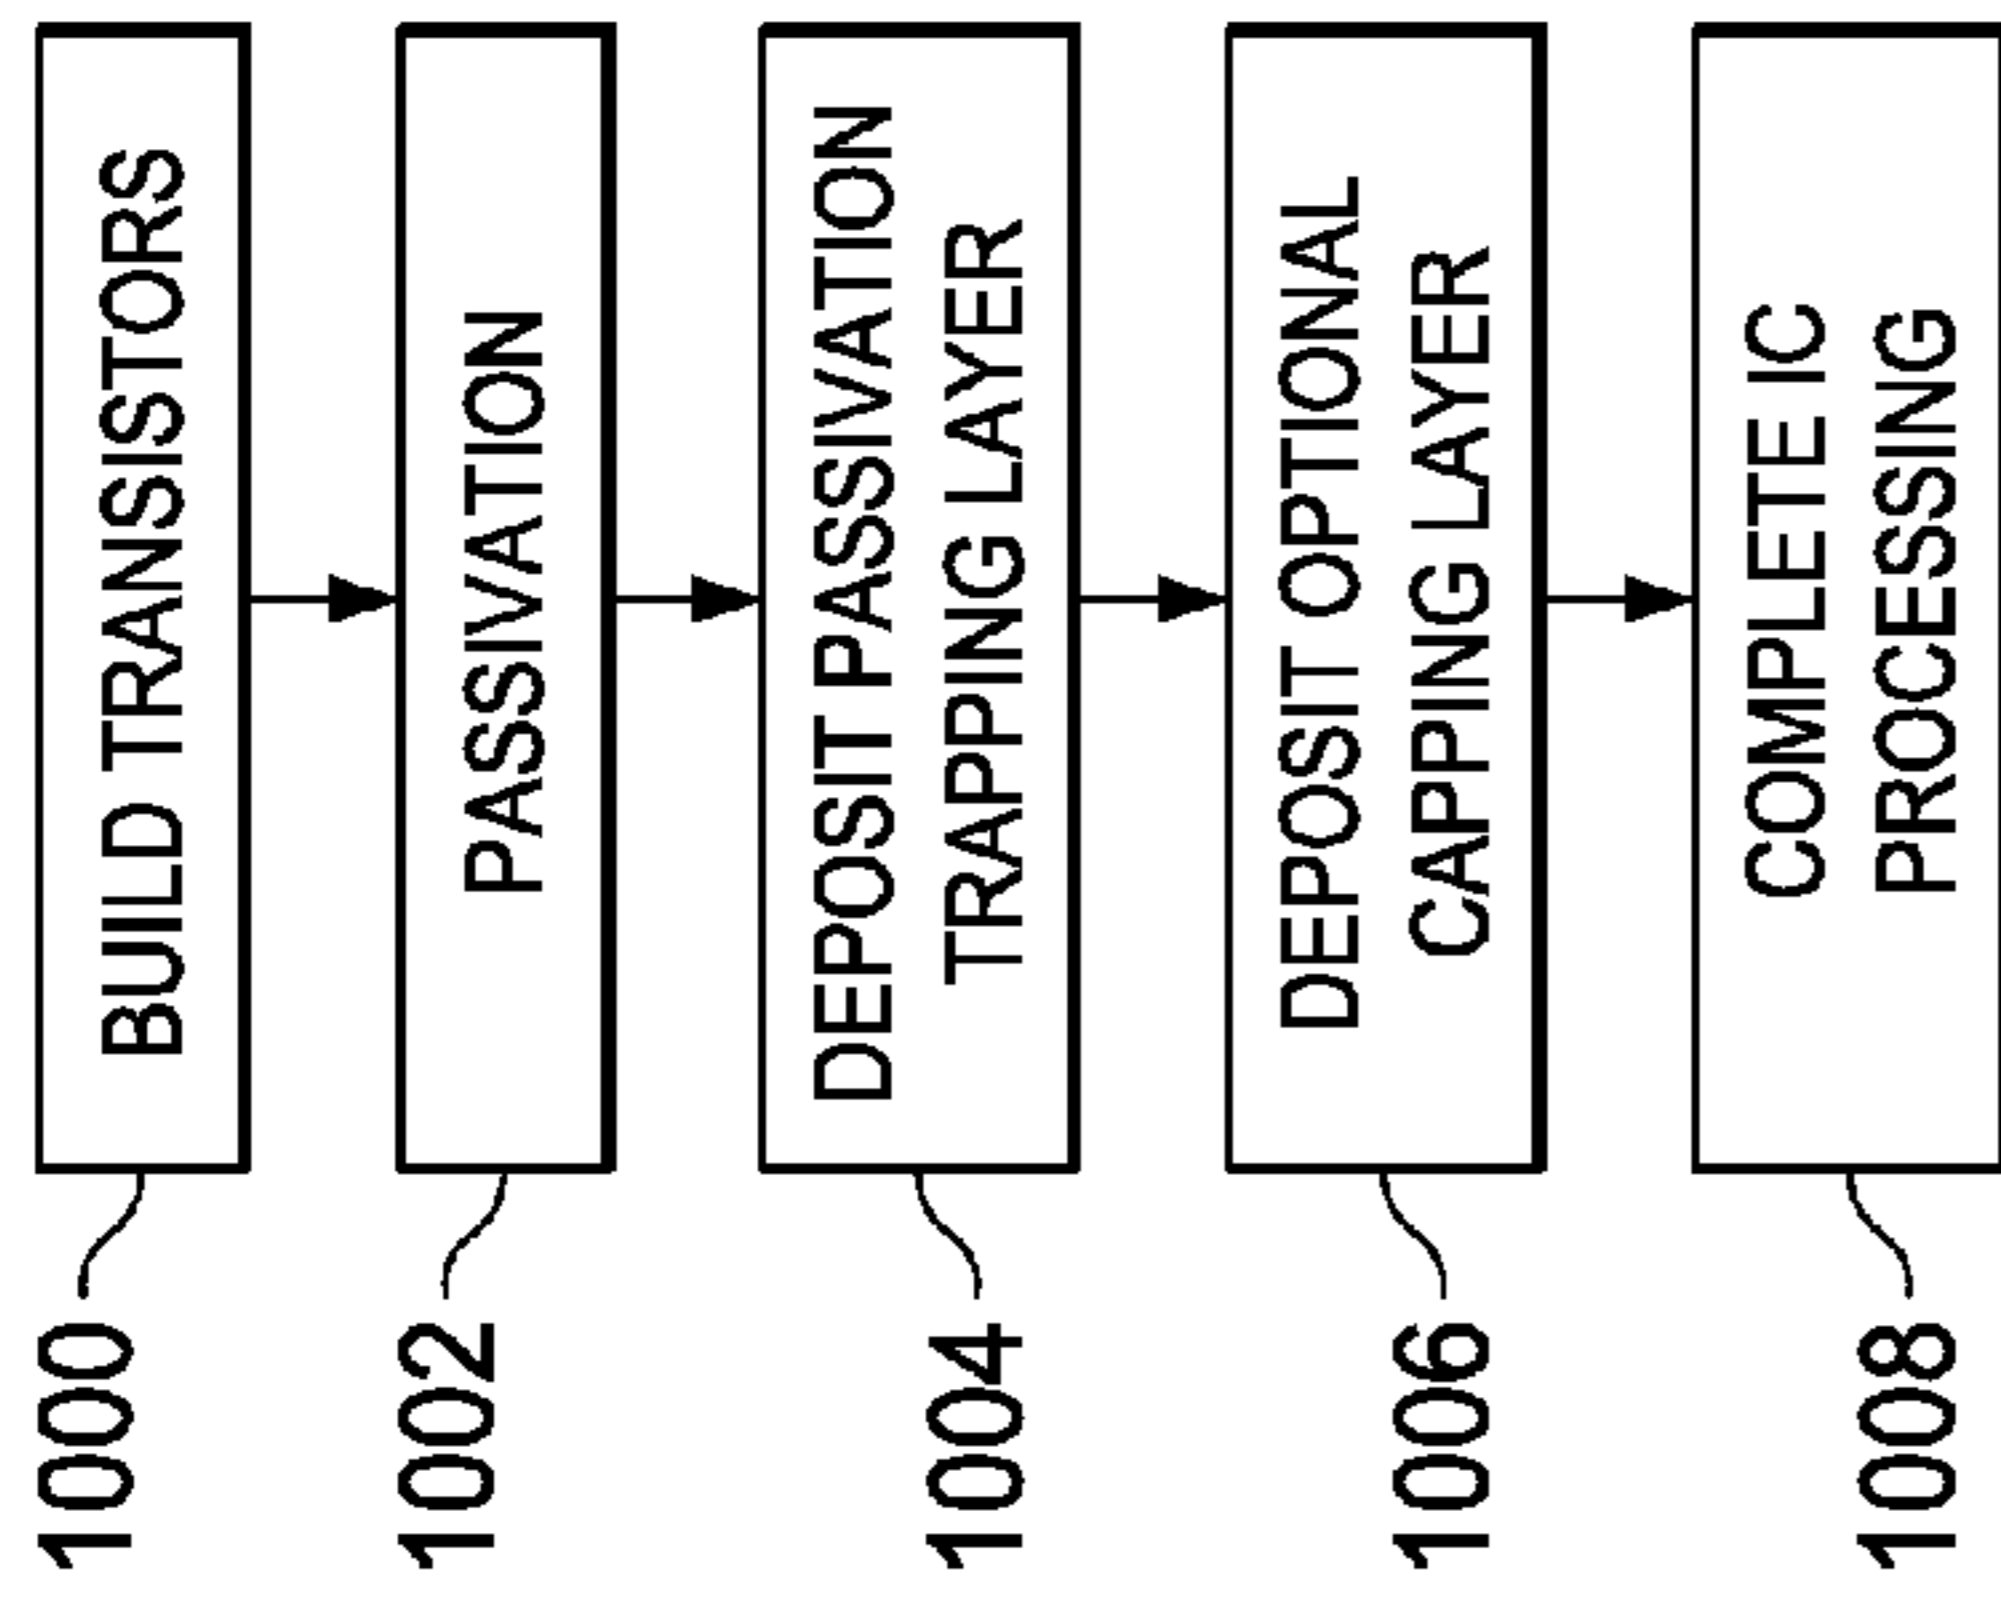 1000
BUILD TRANSISTORS
1002
PASSIVATION
1004
DEPOSIT PASSIVATION
TRAPPING LAYER
1006
DEPOSIT OPTIONAL
CAPPING LAYER
1008
COMPLETE IC
PROCESSING